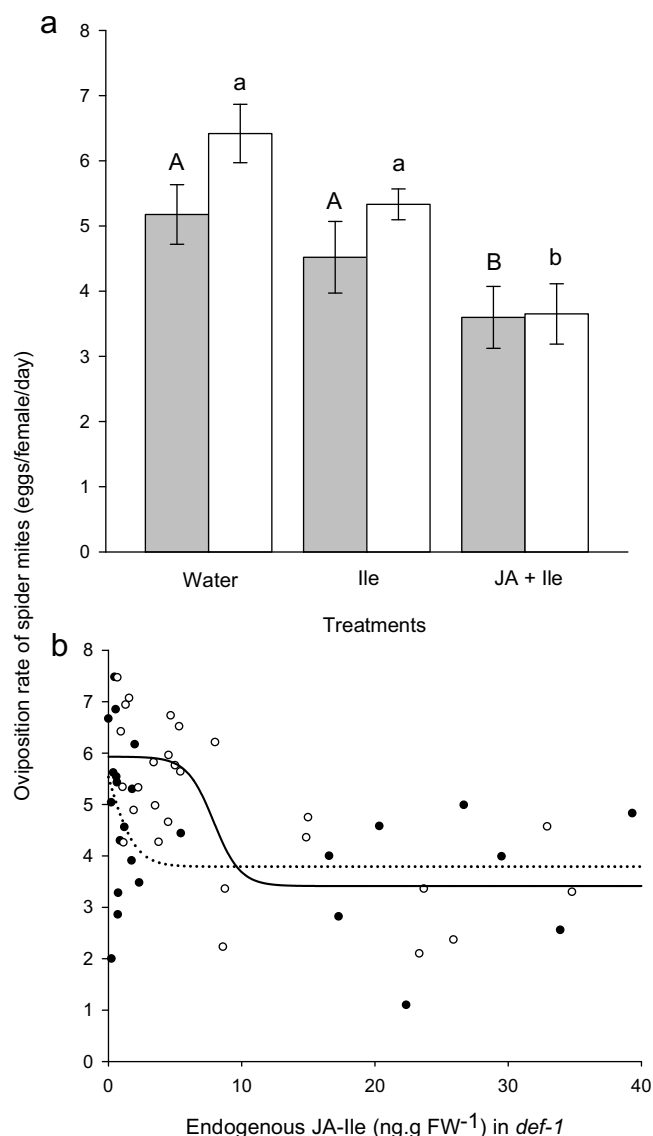 a
8
7
6
5
4
3
2
1
0
A
a
A
a
B
b
Water
Ile
JA + Ile
Treatments
Oviposition rate of spider mites (eggs/female/day)
b
8
7
6
5
4
3
2
1
0
0
10
20
30
40
Endogenous JA-Ile (ng.g FW-1) in def-1